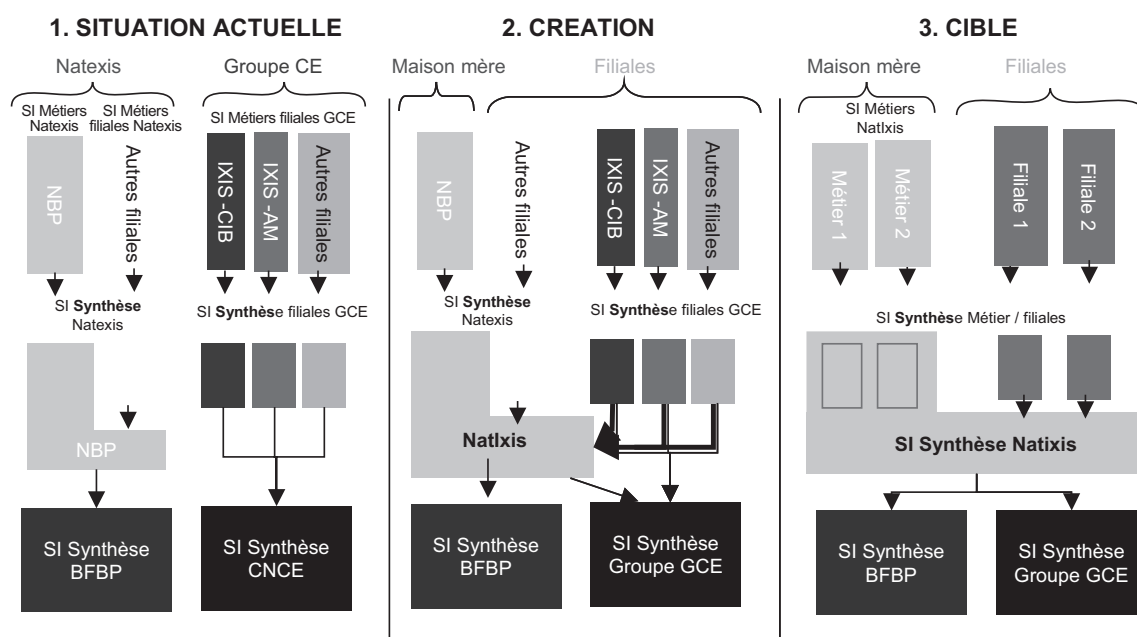 1. SITUATION ACTUELLE
Natexis
Groupe CE
SI Métiers
Natexis
SI Métiers
filiales Natexis
SI Métiers filiales GCE
NBP
Autres filiales
IXIS -CIB
IXIS -AM
Autres filiales
SI Synthèse
Natexis
SI Synthèse filiales GCE
NBP
SI Synthèse
BFBP
SI Synthèse
CNCE
2. CREATION
Maison mère
Filiales
NBP
Autres filiales
IXIS -CIB
IXIS -AM
Autres filiales
SI Synthèse
Natexis
SI Synthèse filiales GCE
NatIxis
SI Synthèse
BFBP
SI Synthèse
Groupe GCE
3. CIBLE
Maison mère
Filiales
SI Métiers
NatIxis
Métier 1
Métier 2
Filiale 1
Filiale 2
SI Synthèse Métier / filiales
SI Synthèse Natixis
SI Synthèse
BFBP
SI Synthèse
Groupe GCE